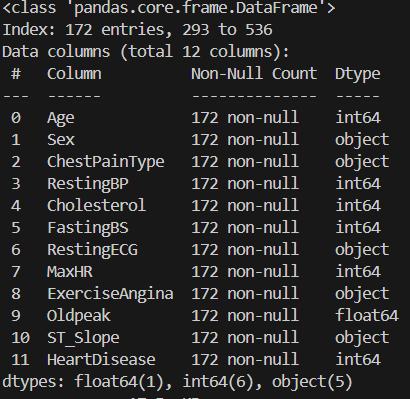 <class 'pandas.core.frame.DataFrame'>
Index: 172 entries, 293 to 536
Data columns (total 12 columns):
 #   Column          Non-Null Count  Dtype
---  ------          --------------  -----
 0   Age             172 non-null    int64
 1   Sex             172 non-null    object
 2   ChestPainType   172 non-null    object
 3   RestingBP       172 non-null    int64
 4   Cholesterol     172 non-null    int64
 5   FastingBS       172 non-null    int64
 6   RestingECG      172 non-null    object
 7   MaxHR           172 non-null    int64
 8   ExerciseAngina  172 non-null    object
 9   Oldpeak         172 non-null    float64
 10  ST_Slope        172 non-null    object
 11  HeartDisease    172 non-null    int64
dtypes: float64(1), int64(6), object(5)